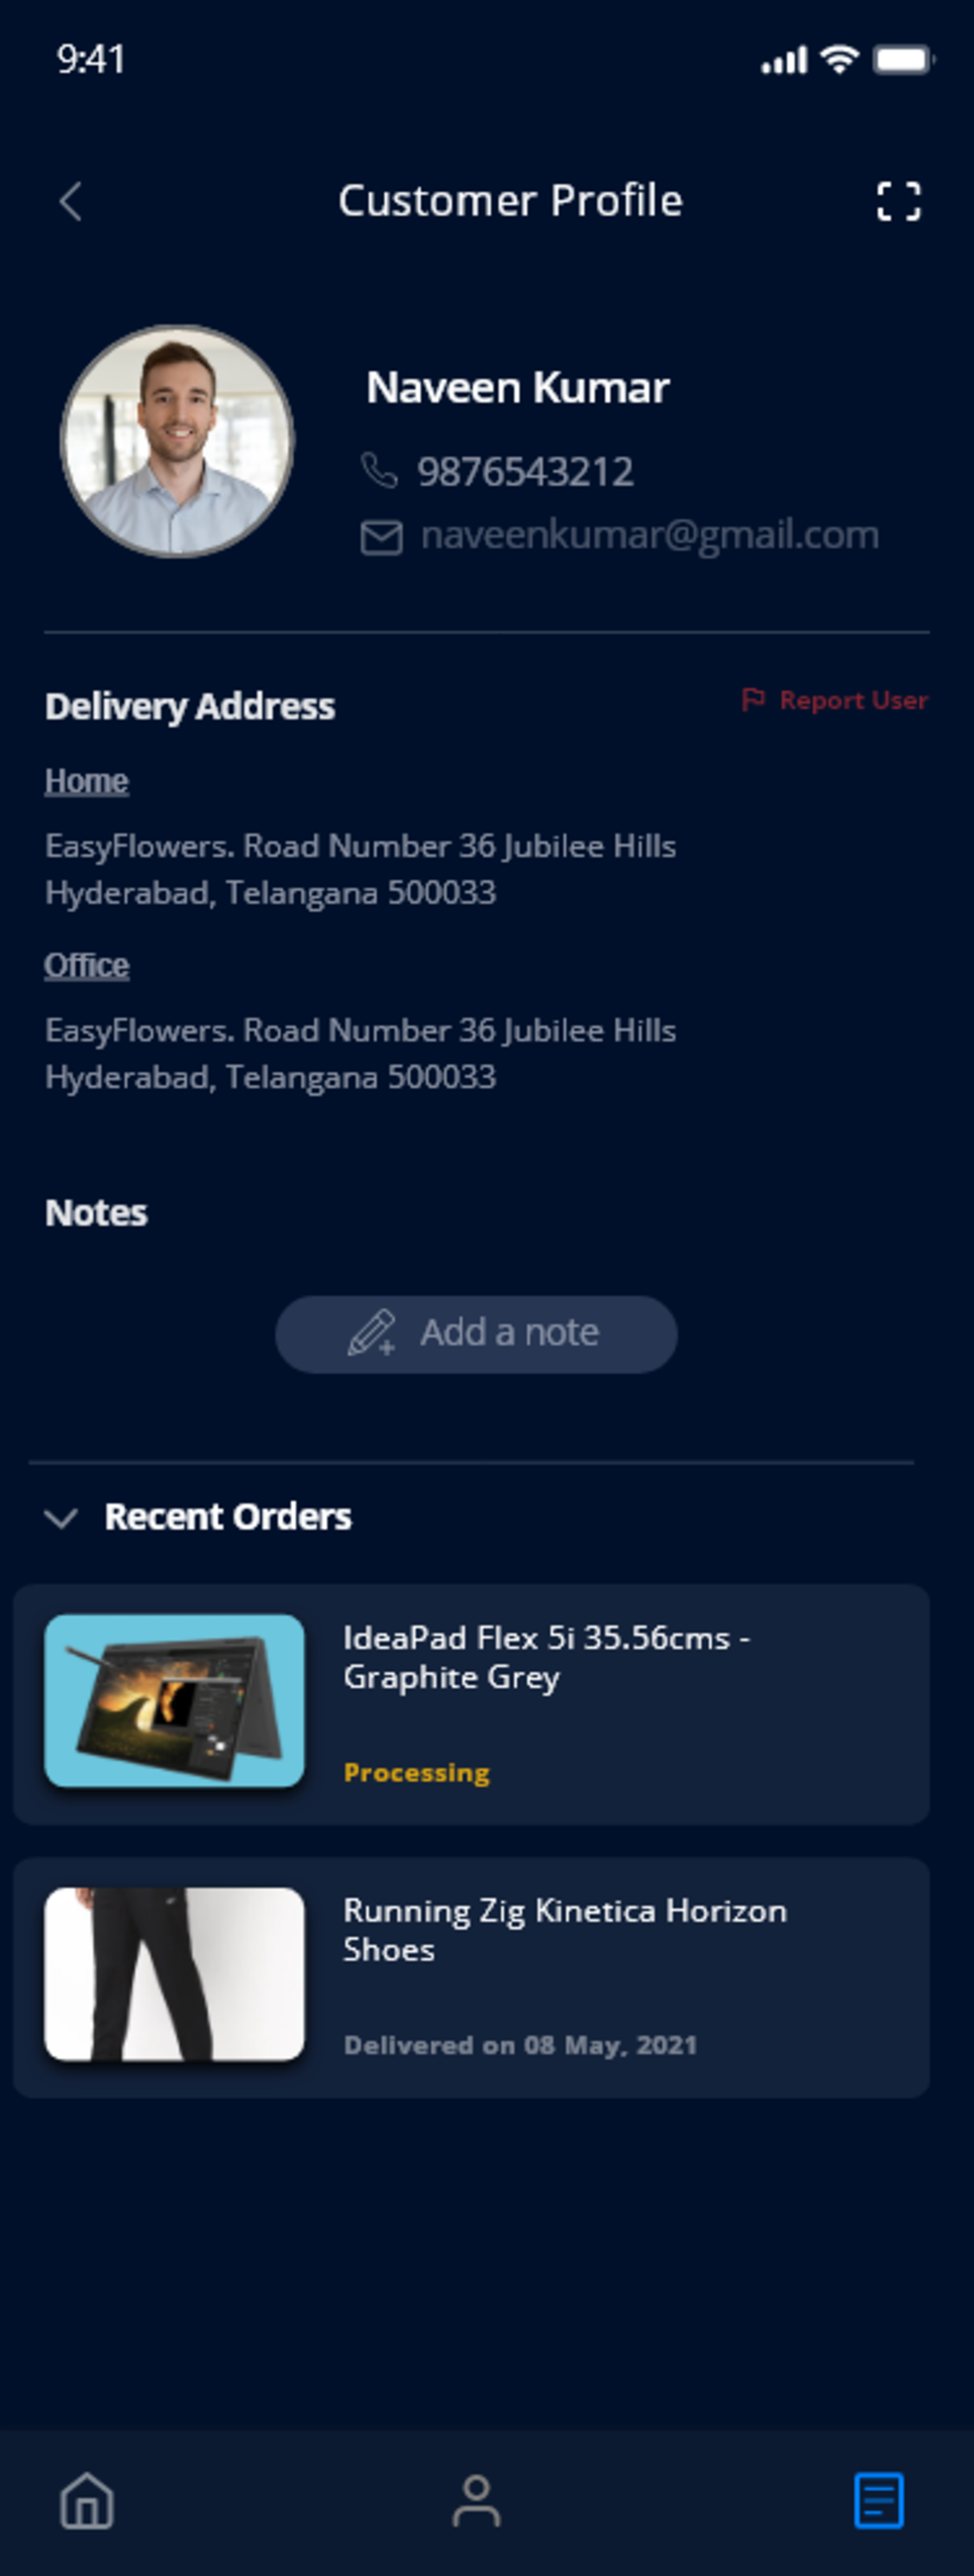 9:41
Customer Profile
Naveen Kumar
9876543212
naveenkumar@gmail.com
Delivery Address
Report User
Home
EasyFlowers. Road Number 36 Jubilee Hills
Hyderabad, Telangana 500033
Office
EasyFlowers. Road Number 36 Jubilee Hills
Hyderabad, Telangana 500033
Notes
Add a note
Recent Orders
IdeaPad Flex 5i 35.56cms -
Graphite Grey
Processing
Running Zig Kinetica Horizon
Shoes
Delivered on 08 May, 2021